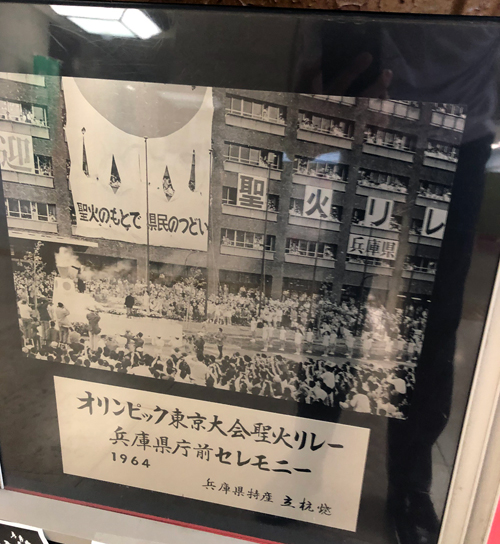 迎
聖火のもとで 県民のつどい
聖火リレ
兵庫県
オリンピック東京大会聖火リレー
兵庫県庁前セレモニー
1964
兵庫県特産 立杭焼